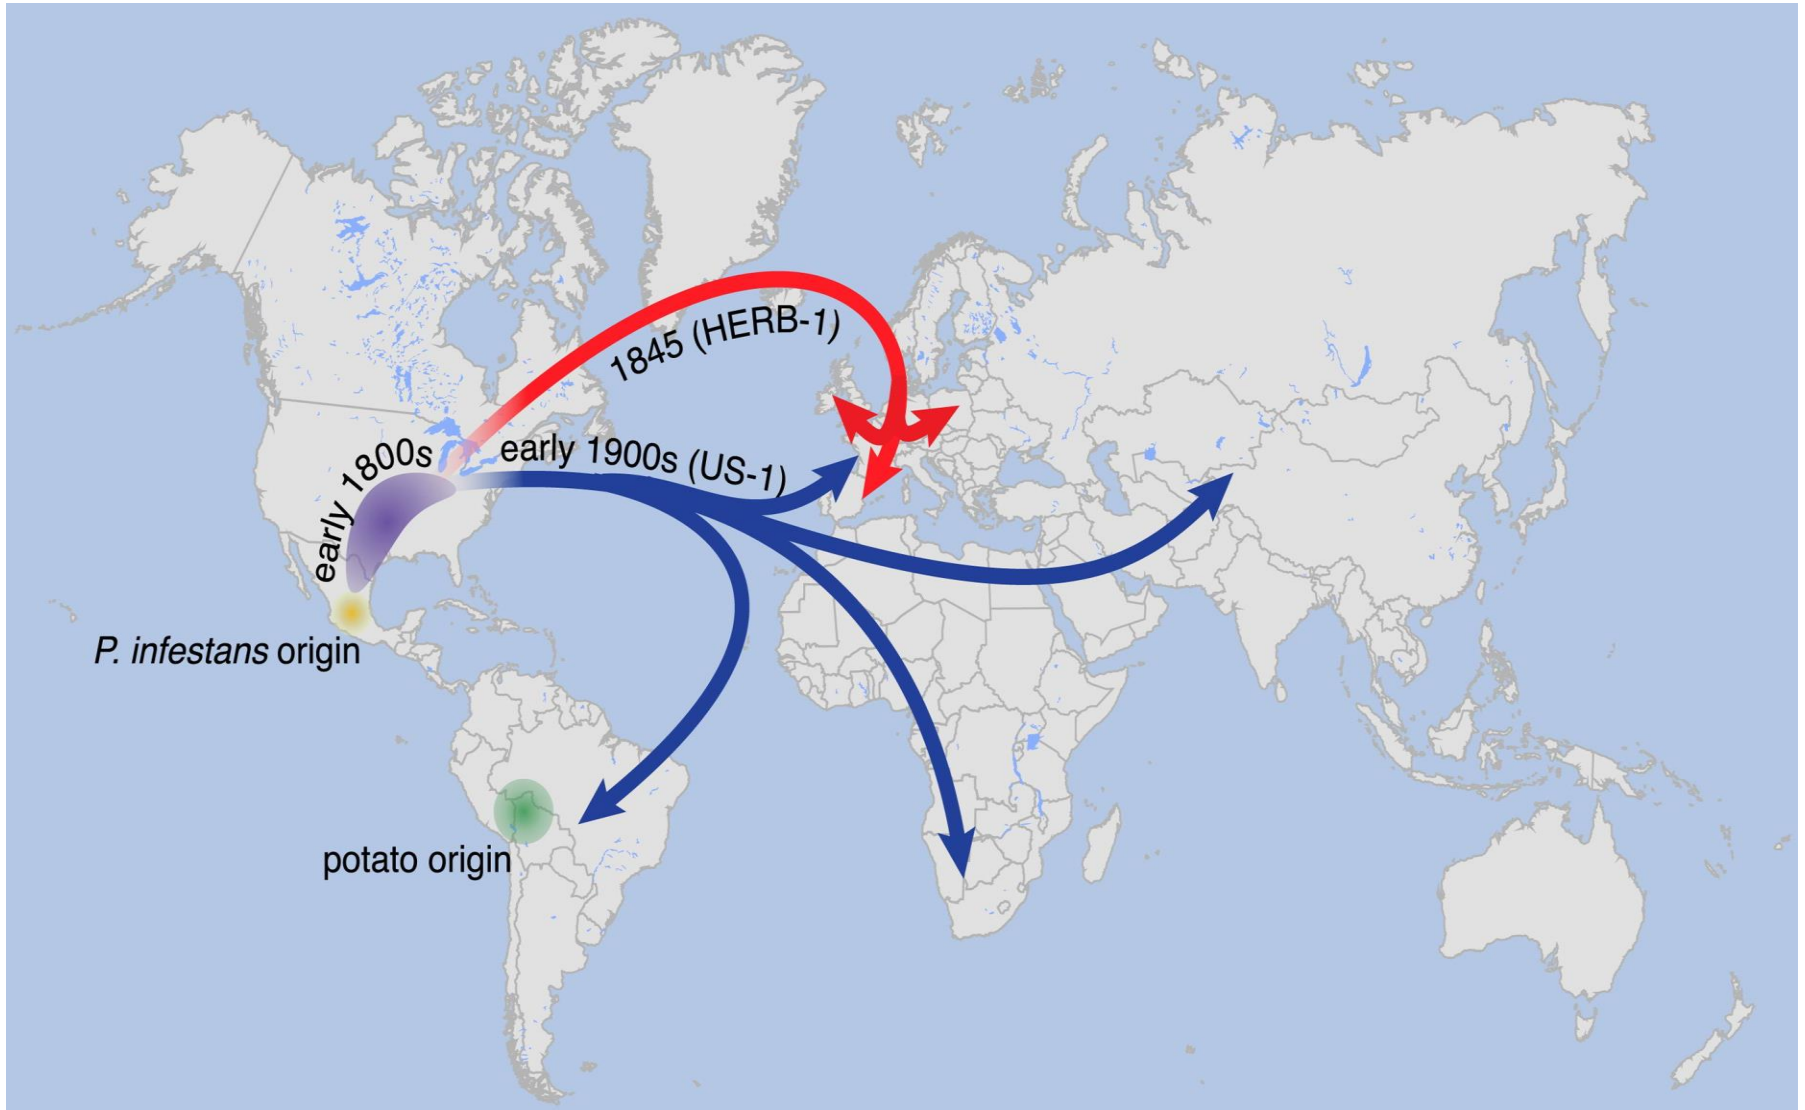 1845 (HERB-1)
early 1900s (US-1)
early 1800s
P. infestans origin
potato origin